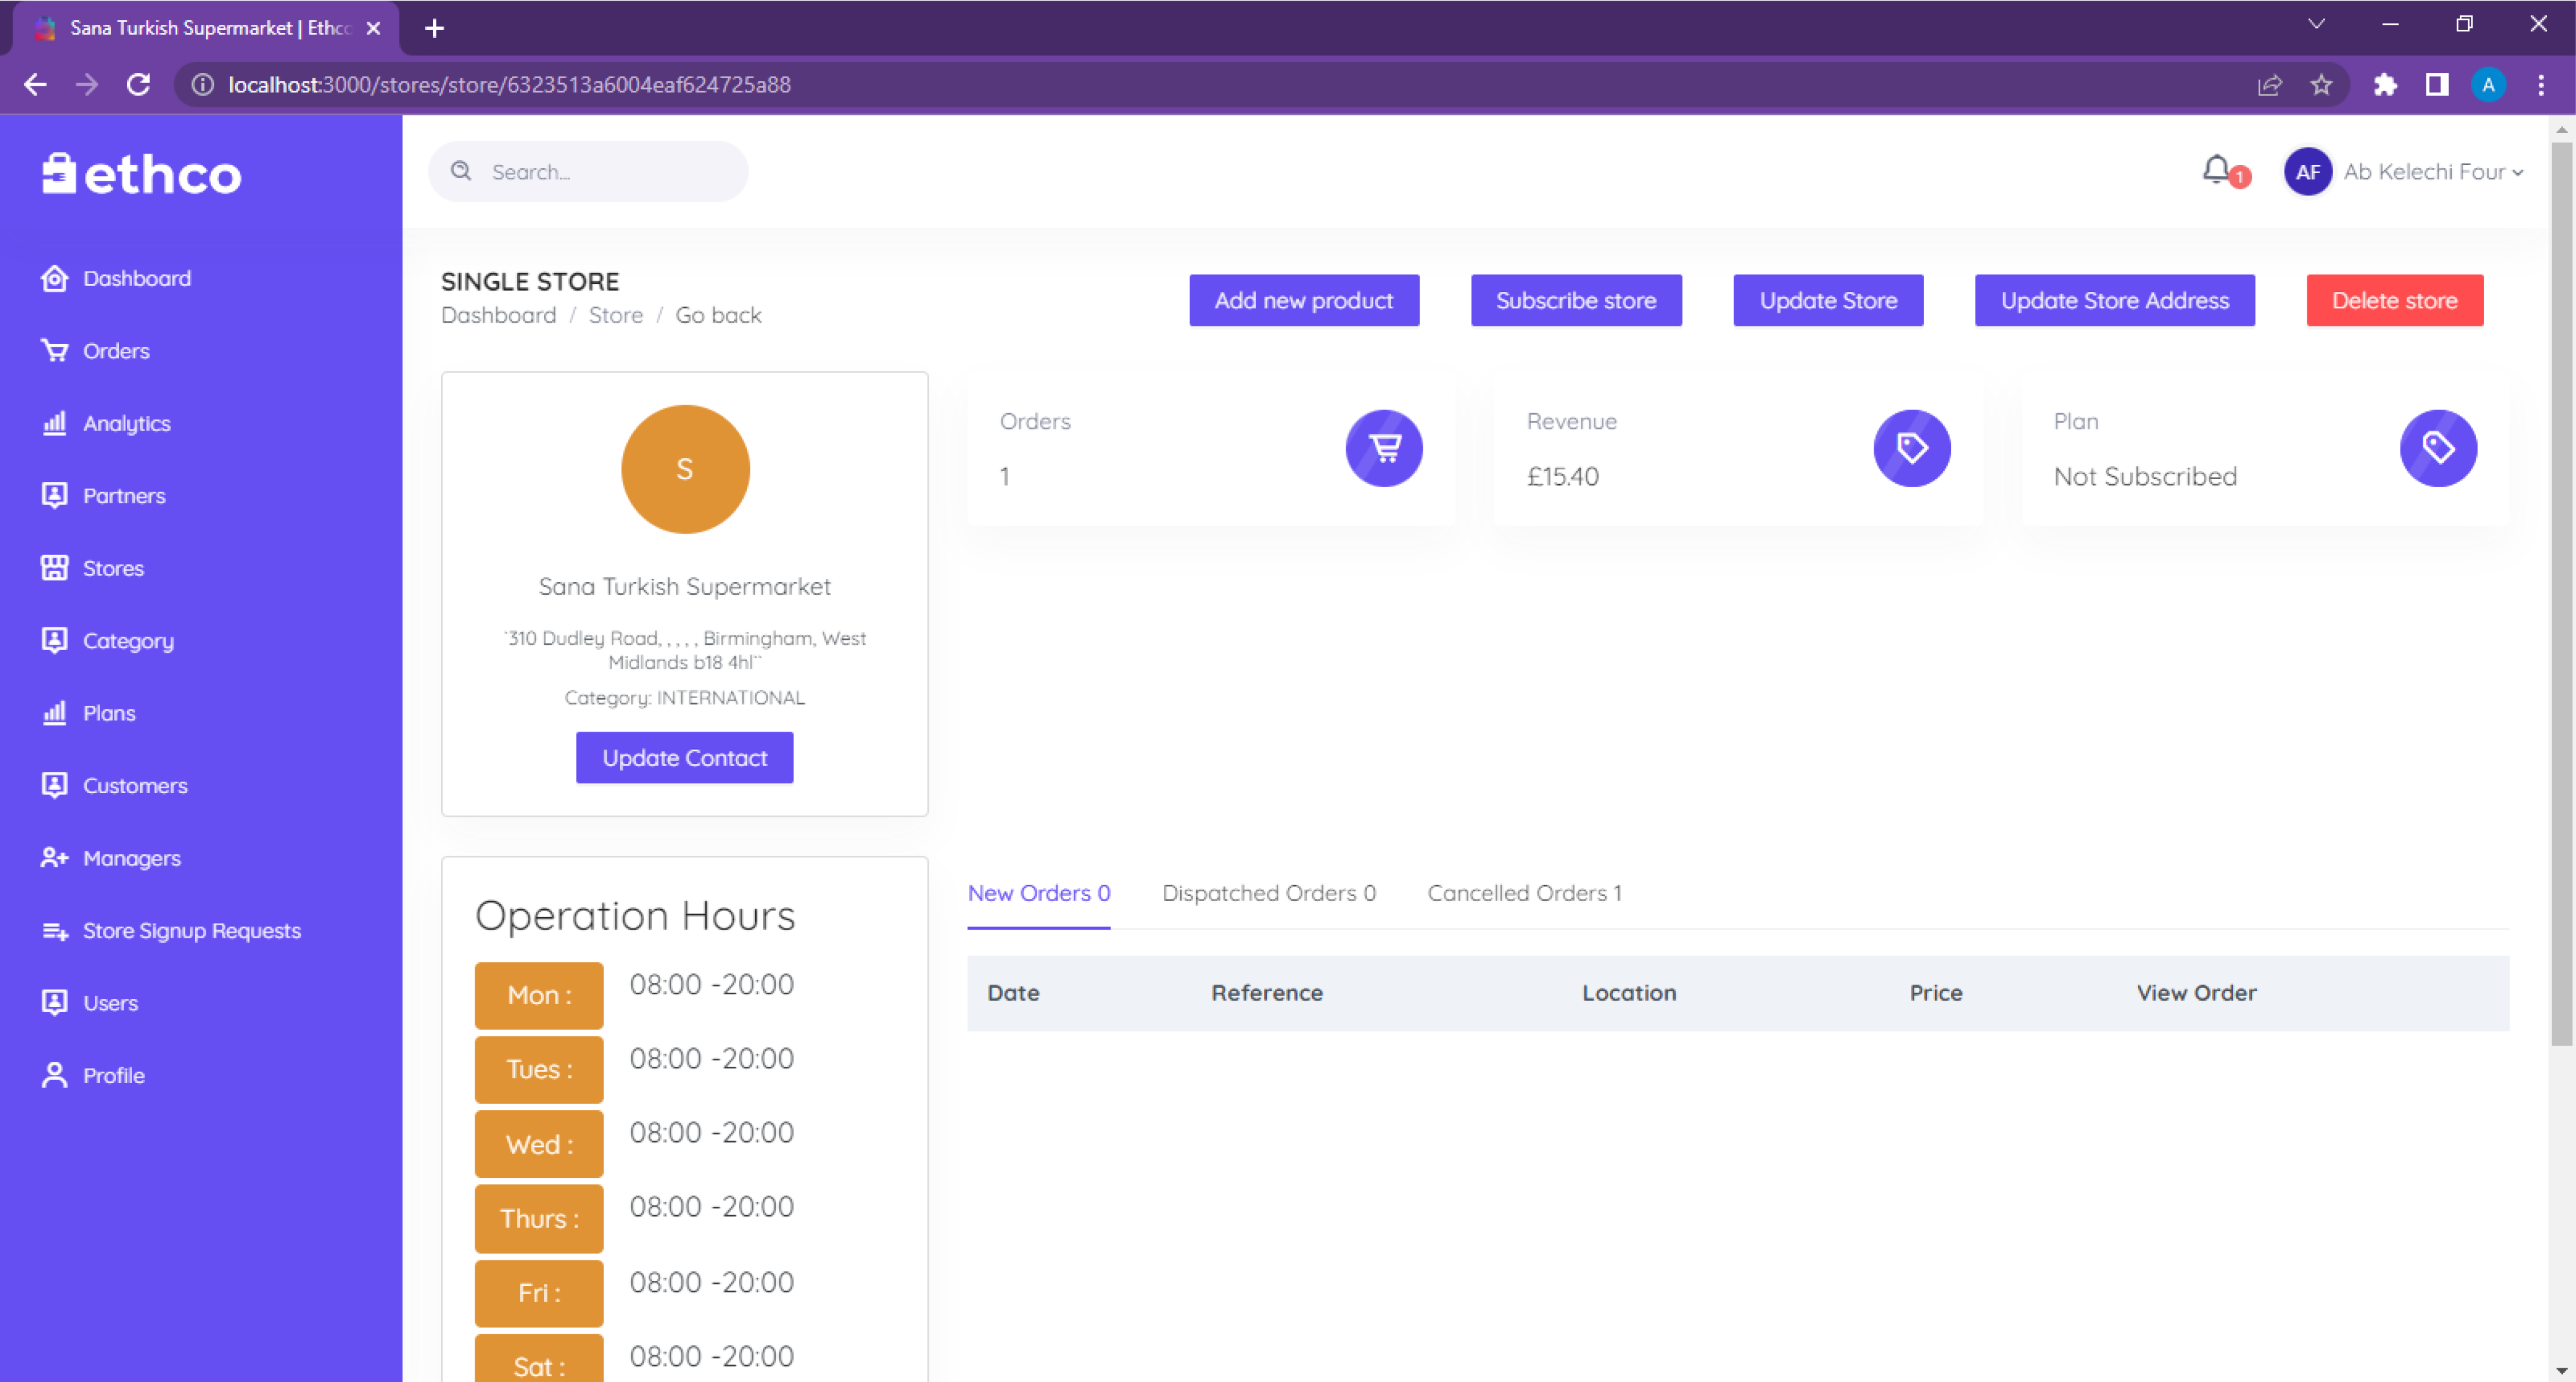 Sana Turkish Supermarket | Ethco
localhost:3000/stores/store/6323513a6004eaf624725a88
A
ethco
Search...
1
AF
Ab Kelechi Four
Dashboard
Orders
Analytics
Partners
Stores
Category
Plans
Customers
Managers
Store Signup Requests
Users
Profile
SINGLE STORE
Dashboard / Store / Go back
Add new product
Subscribe store
Update Store
Update Store Address
Delete store
S
Sana Turkish Supermarket
`310 Dudley Road, , , , , Birmingham, West
Midlands b18 4hl``
Category: INTERNATIONAL
Update Contact
Orders
1
Revenue
£15.40
Plan
Not Subscribed
Operation Hours
Mon : 08:00 -20:00
Tues : 08:00 -20:00
Wed : 08:00 -20:00
Thurs : 08:00 -20:00
Fri : 08:00 -20:00
Sat : 08:00 -20:00
New Orders 0 Dispatched Orders 0 Cancelled Orders 1
Date Reference Location Price View Order